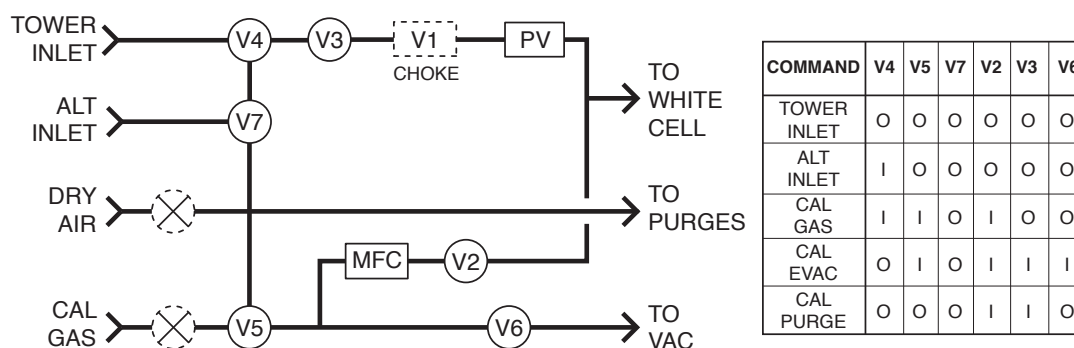 TOWER
INLET
V4
V3
V1
CHOKE
PV
TO
WHITE
CELL
ALT
INLET
V7
DRY
AIR
TO
PURGES
MFC
V2
CAL
GAS
V5
V6
TO
VAC
COMMAND V4 V5 V7 V2 V3 V6
TOWER
INLET O O O O O O
ALT
INLET I O O O O O
CAL
GAS I I O I O O
CAL
EVAC O I O I I I
CAL
PURGE O O O I I O